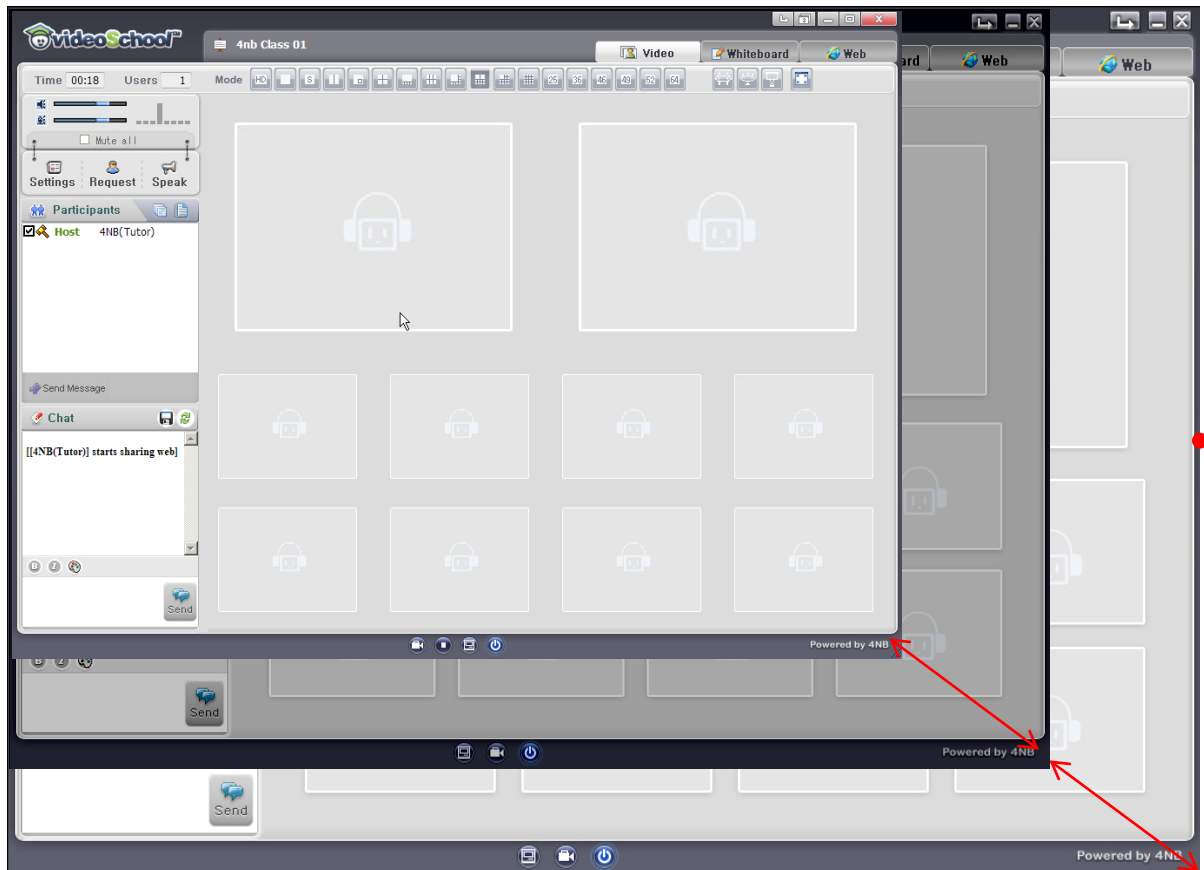 videoSchool™
4nb Class 01
Video
Whiteboard
Web
ard
Web
Web
Time 00:18 Users 1
Mode HD S 25 36 45 49 52 64
Mute all
Settings Request Speak
Participants
Host 4NB(Tutor)
Send Message
Chat
[[4NB(Tutor)] starts sharing web]
B I
Send
Powered by 4NB
B I
Send
Powered by 4NB
Send
Powered by 4NB